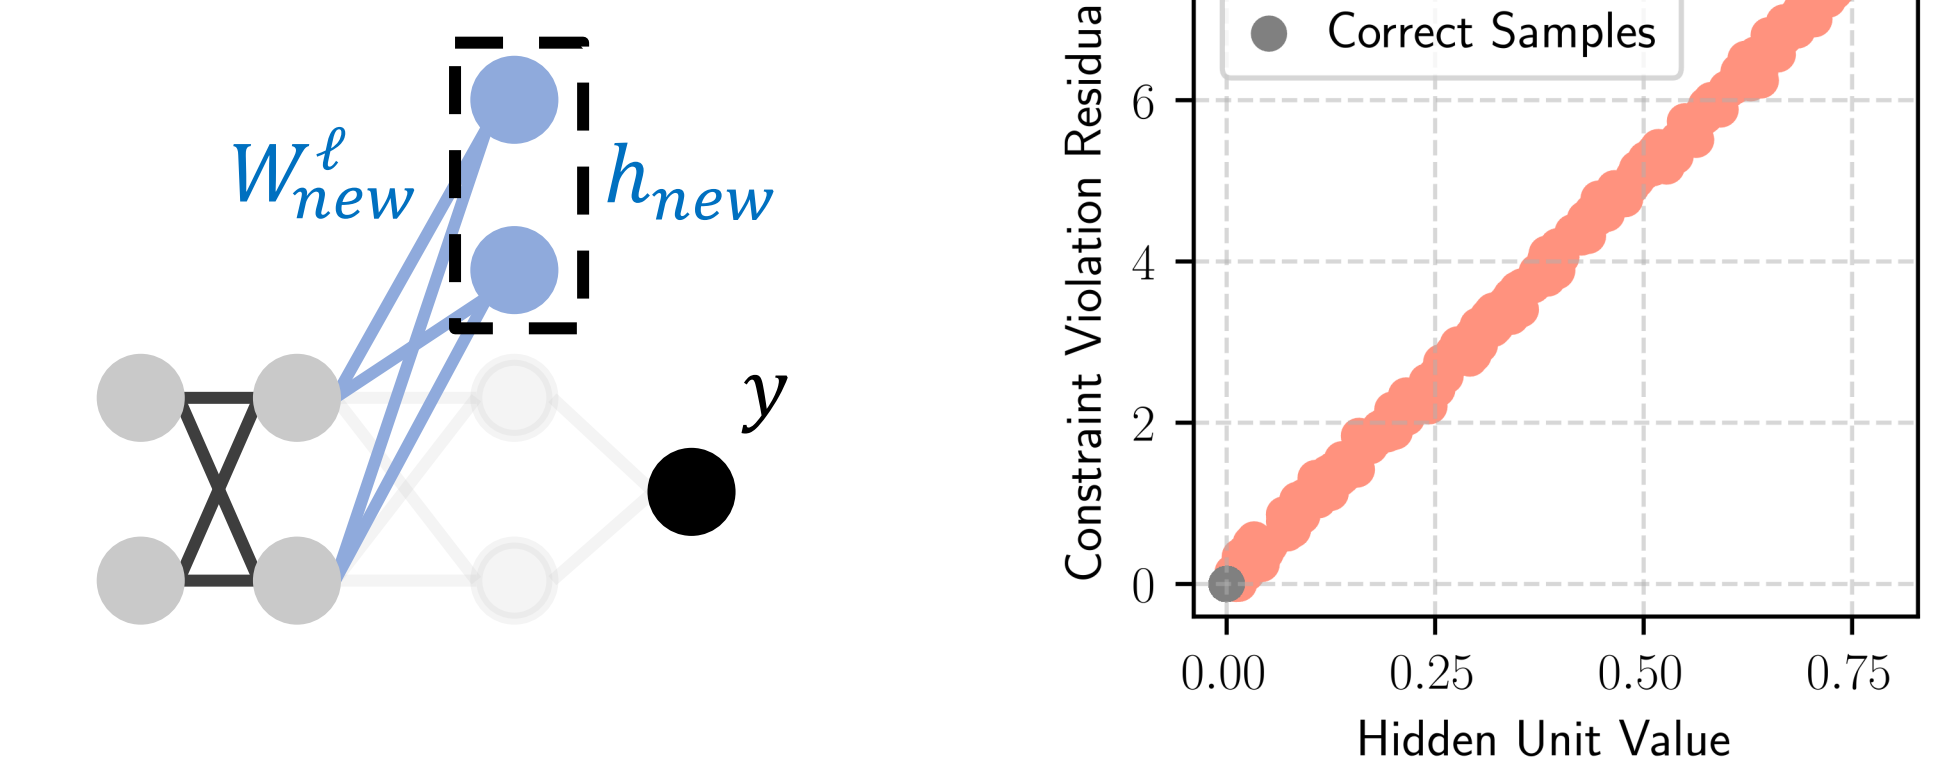 W^ℓ_new
h_new
y
Correct Samples
Constraint Violation Residua
6
4
2
0
0.00 0.25 0.50 0.75
Hidden Unit Value